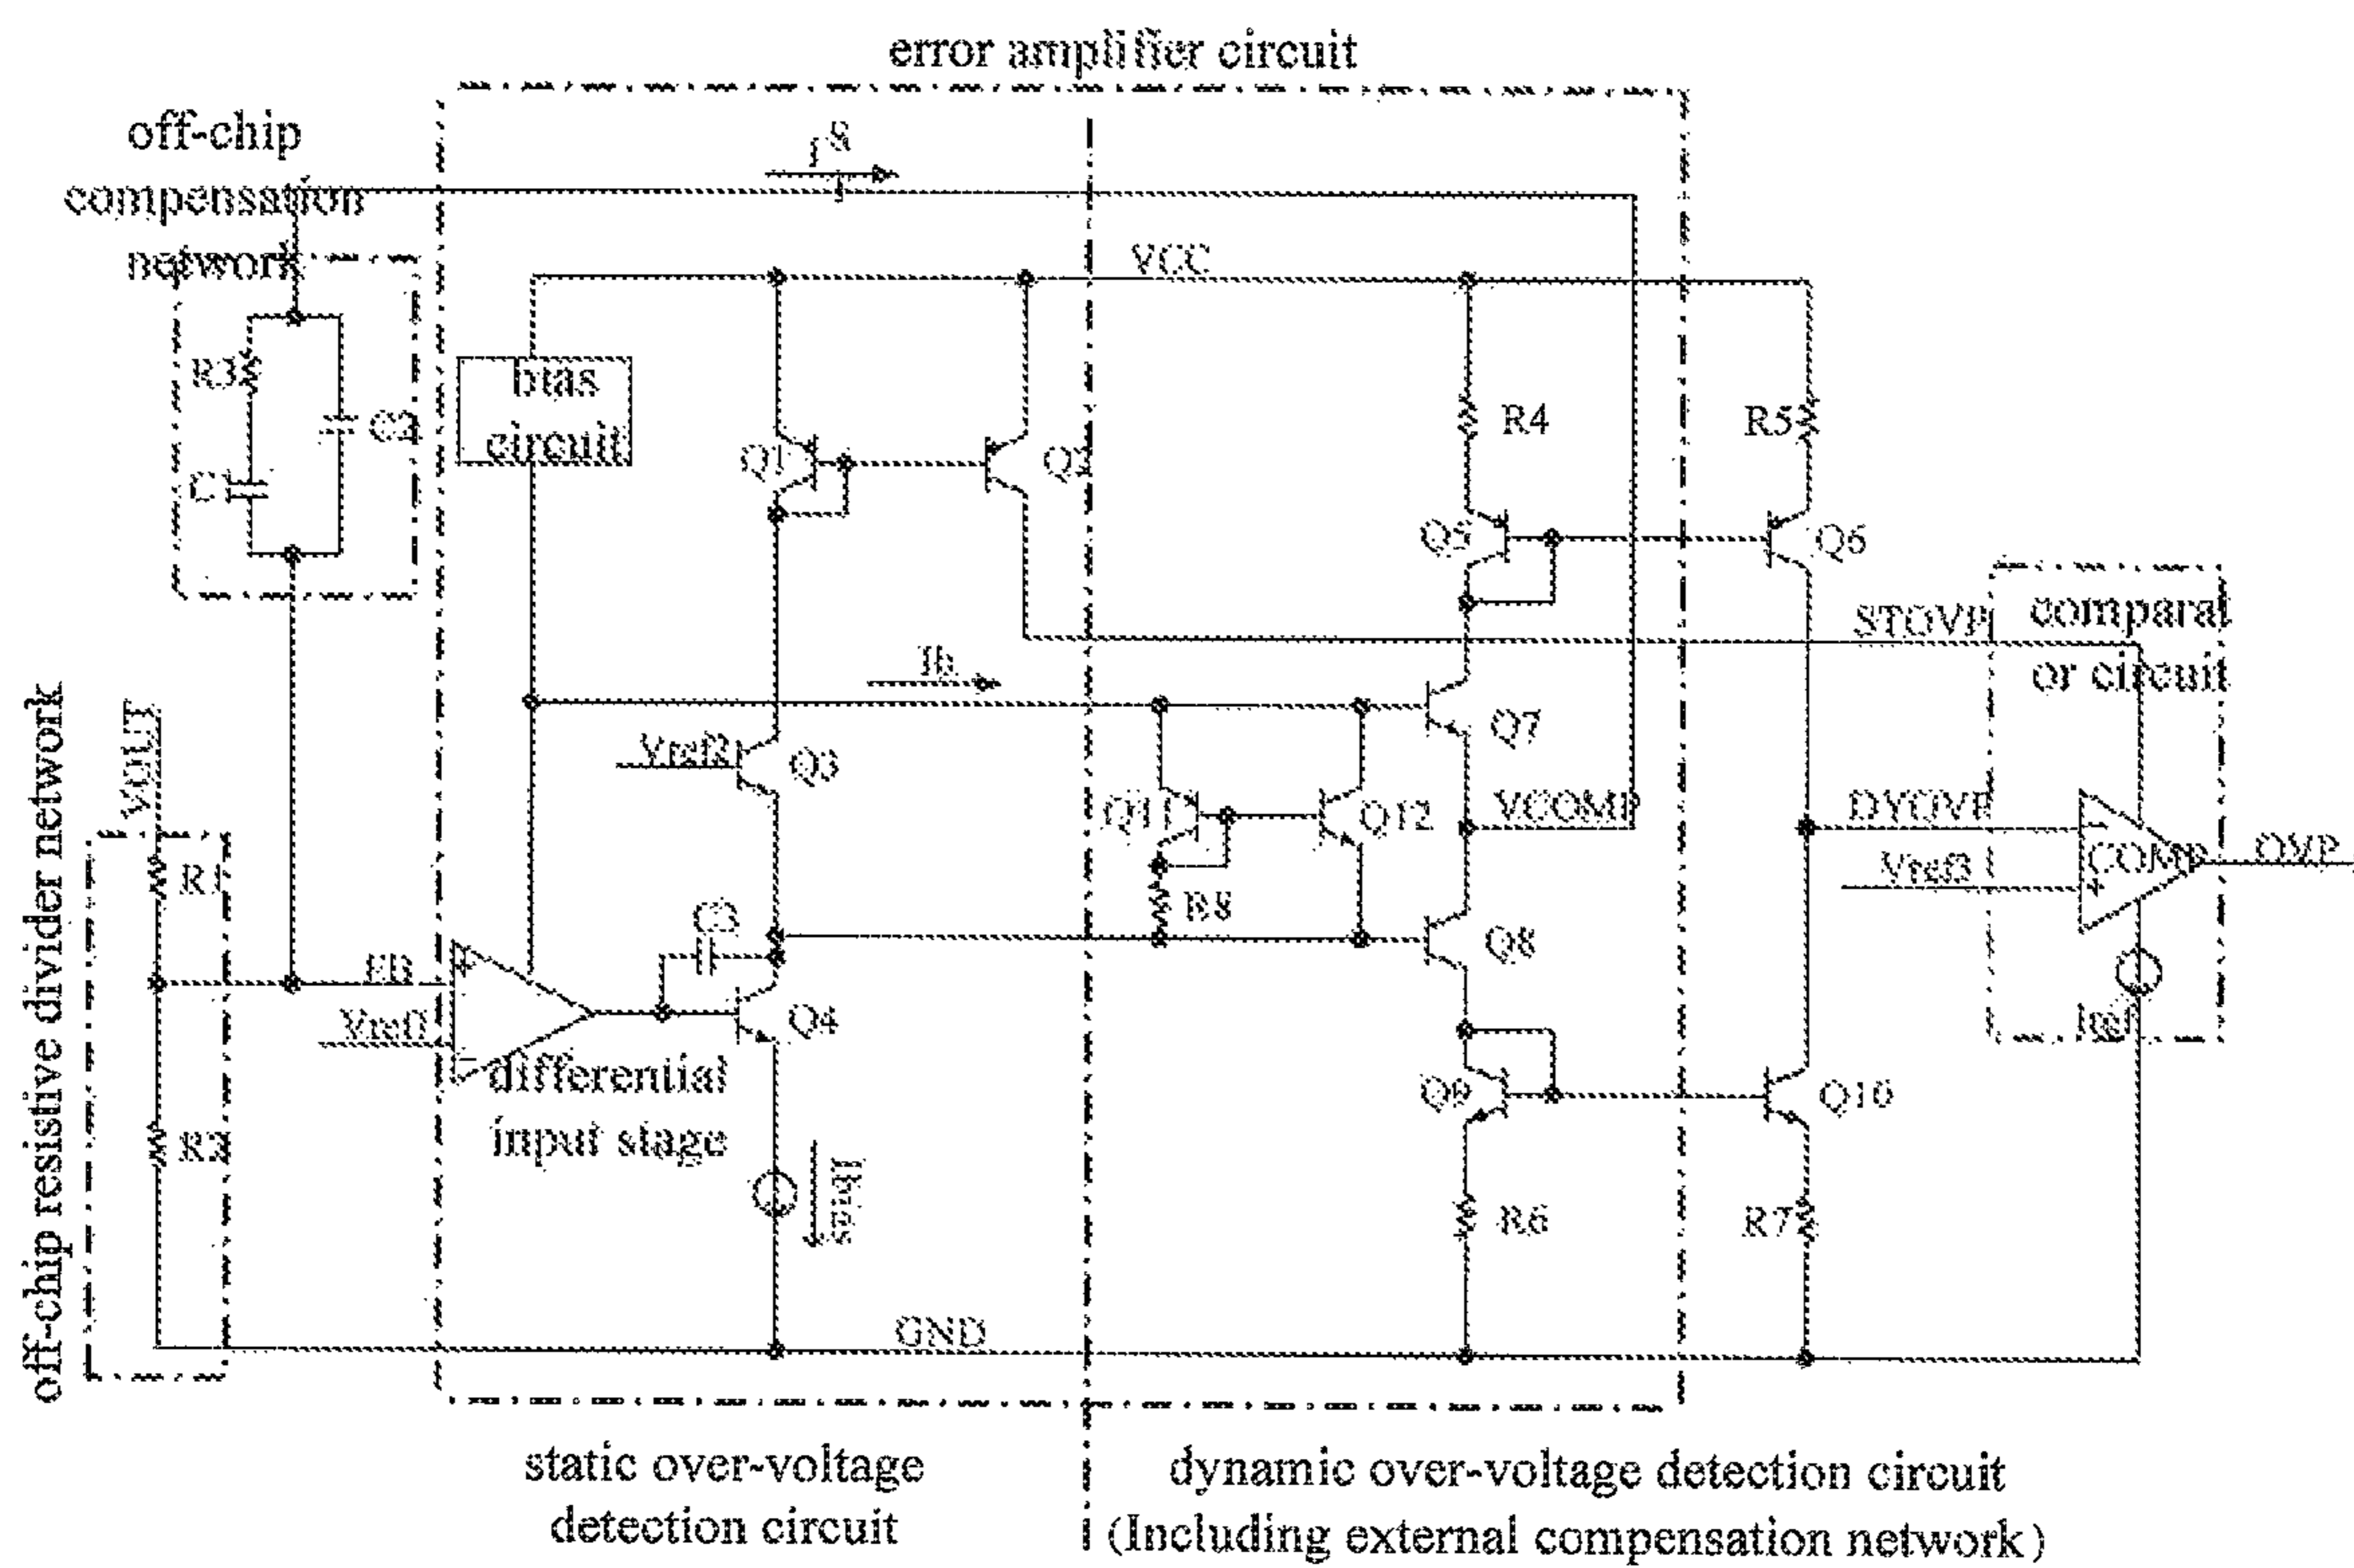 error amplifier circuit
off-chip
compensation
network
VCC
R3
C2
bias
circuit
Q1
Q2
R4
R5
Q5
Q6
STOVP
comparat
or circuit
Ib
Vref2
Q3
Q7
Q11
Q12
VCOMP
DYOVP
COMP
OVP
Vref3
off-chip resistive divider network
VOUT
R1
R8
C3
Q8
FB
Vref1
Q4
Iref
differential
input stage
Q9
Q10
R2
Ibias
R6
R7
GND
static over-voltage
detection circuit
dynamic over-voltage detection circuit
(Including external compensation network)